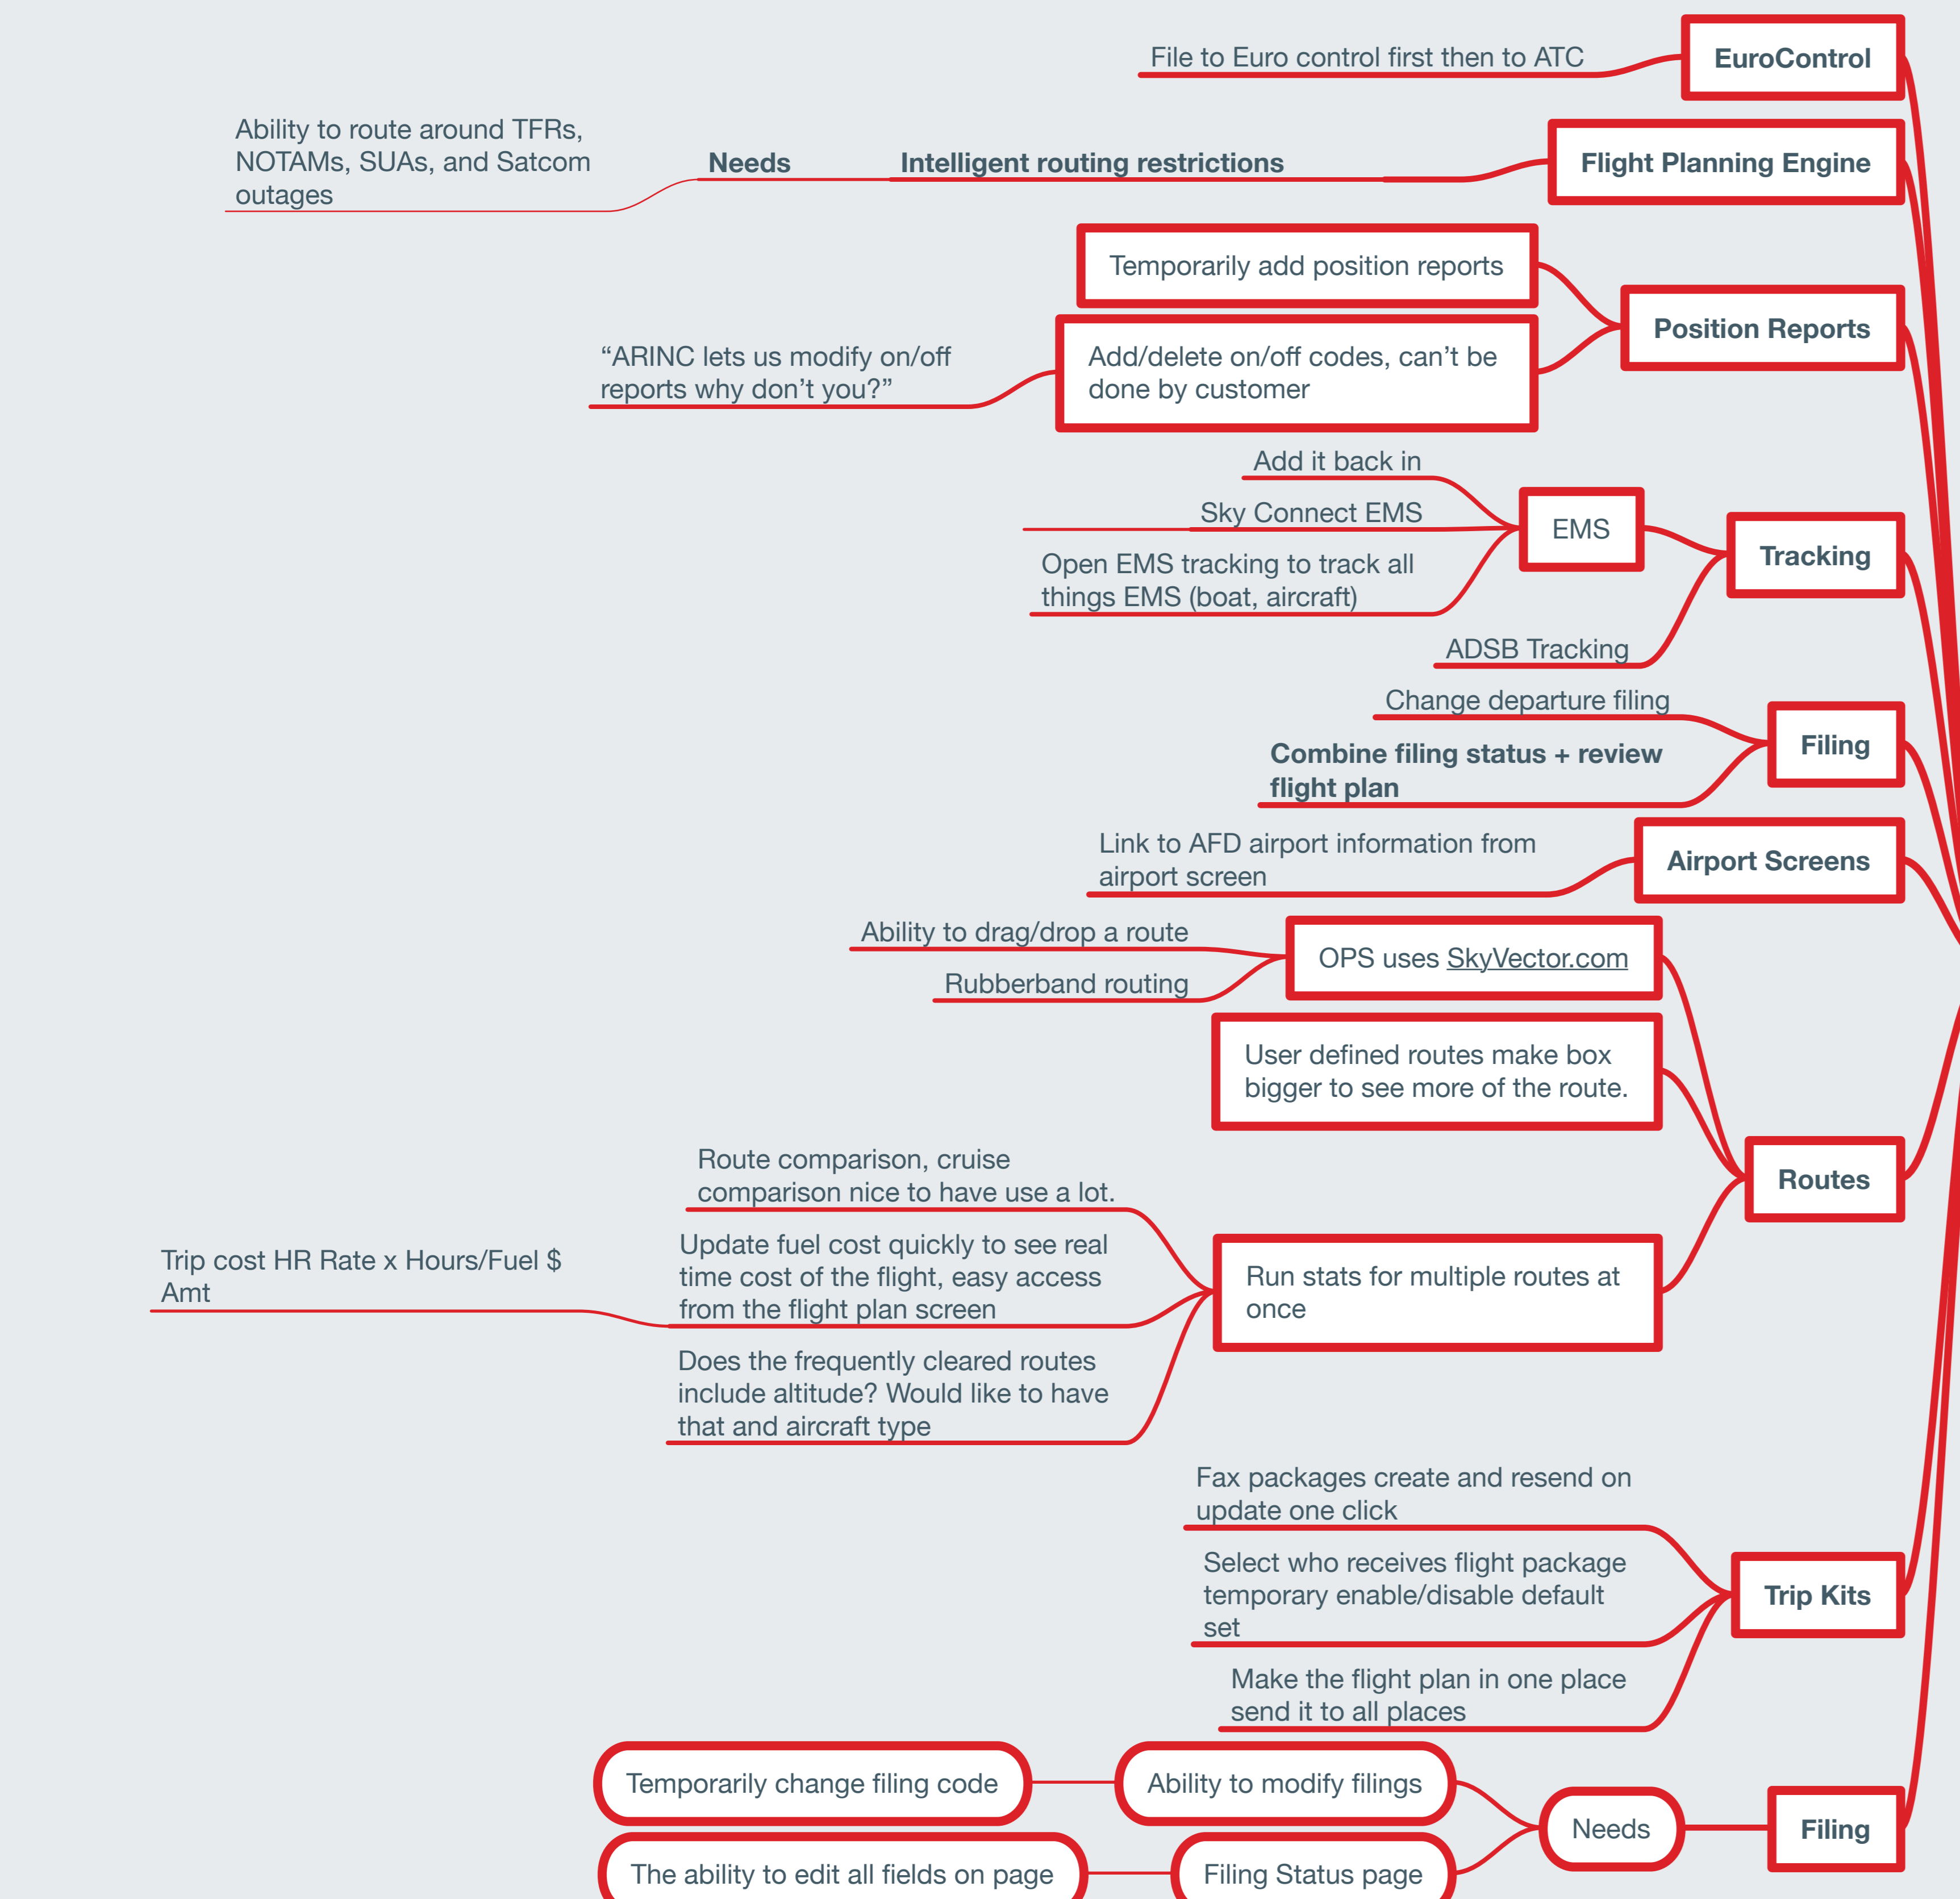 File to Euro control first then to ATC
EuroControl
Ability to route around TFRs,
NOTAMs, SUAs, and Satcom
outages
Needs
Intelligent routing restrictions
Flight Planning Engine
Temporarily add position reports
Position Reports
“ARINC lets us modify on/off
reports why don’t you?”
Add/delete on/off codes, can’t be
done by customer
Add it back in
Sky Connect EMS
Open EMS tracking to track all
things EMS (boat, aircraft)
EMS
Tracking
ADSB Tracking
Change departure filing
Combine filing status + review
flight plan
Filing
Link to AFD airport information from
airport screen
Airport Screens
Ability to drag/drop a route
Rubberband routing
OPS uses SkyVector.com
User defined routes make box
bigger to see more of the route.
Routes
Route comparison, cruise
comparison nice to have use a lot.
Trip cost HR Rate x Hours/Fuel $
Amt
Update fuel cost quickly to see real
time cost of the flight, easy access
from the flight plan screen
Run stats for multiple routes at
once
Does the frequently cleared routes
include altitude? Would like to have
that and aircraft type
Fax packages create and resend on
update one click
Select who receives flight package
temporary enable/disable default
set
Trip Kits
Make the flight plan in one place
send it to all places
Temporarily change filing code
Ability to modify filings
Needs
Filing
The ability to edit all fields on page
Filing Status page